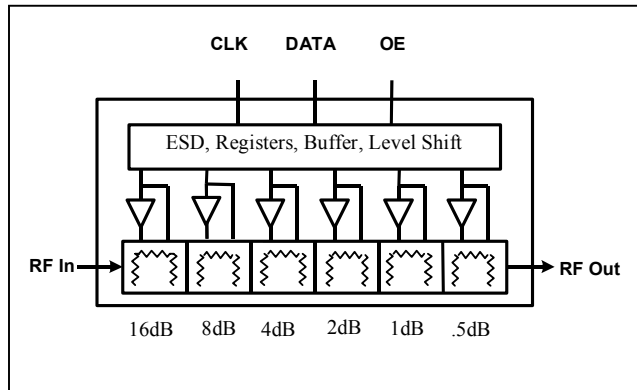 CLK DATA OE
ESD, Registers, Buffer, Level Shift
RF In
RF Out
16dB 8dB 4dB 2dB 1dB .5dB